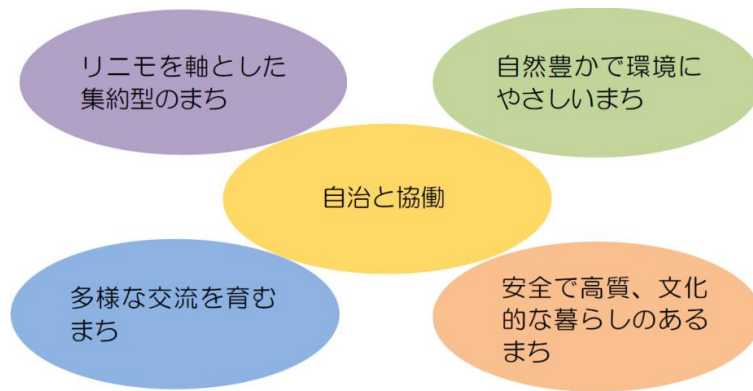 リニモを軸とした
集約型のまち
自然豊かで環境に
やさしいまち
自治と協働
多様な交流を育む
まち
安全で高質、文化
的な暮らしのある
まち